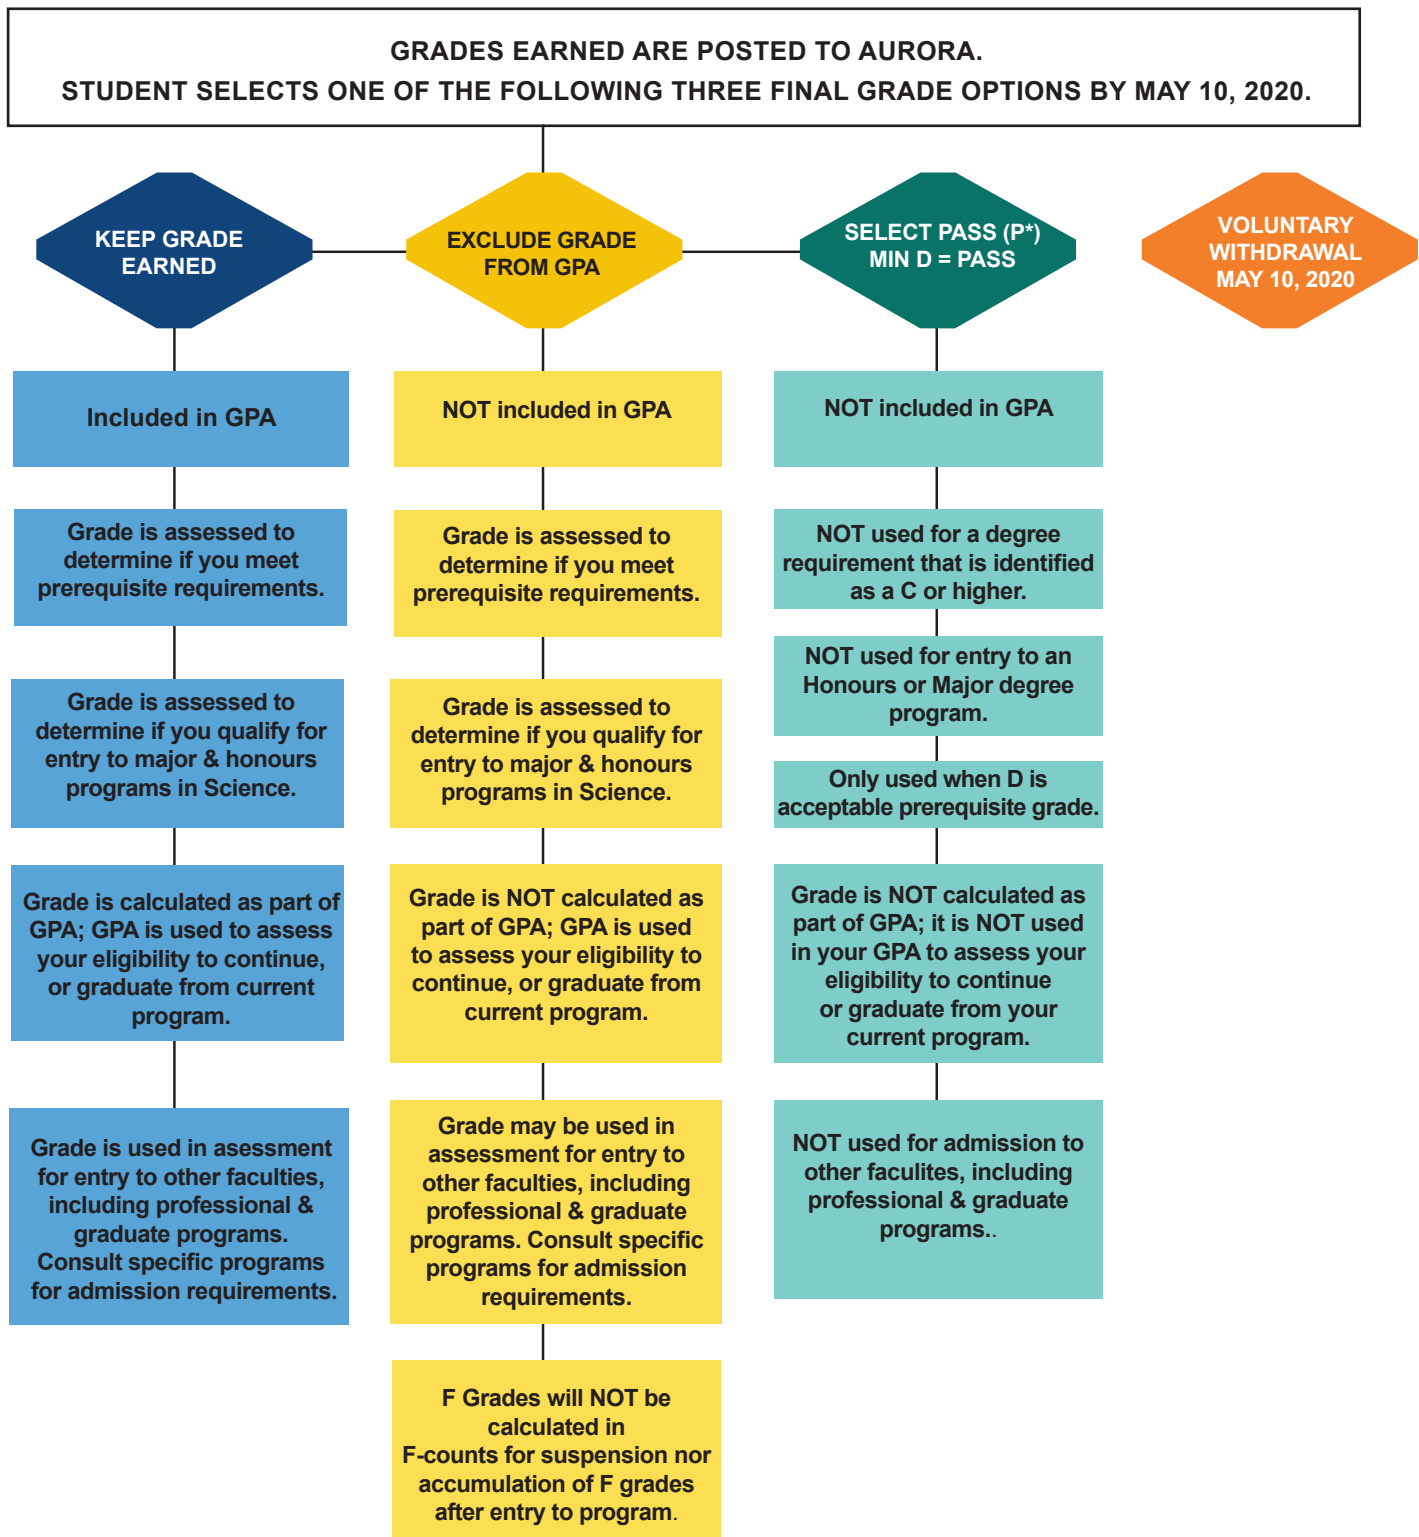 GRADES EARNED ARE POSTED TO AURORA.
STUDENT SELECTS ONE OF THE FOLLOWING THREE FINAL GRADE OPTIONS BY MAY 10, 2020.
KEEP GRADE
EARNED
EXCLUDE GRADE
FROM GPA
SELECT PASS (P*)
MIN D = PASS
VOLUNTARY
WITHDRAWAL
MAY 10, 2020
Included in GPA
Grade is assessed to
determine if you meet
prerequisite requirements.
Grade is assessed to
determine if you qualify for
entry to major & honours
programs in Science.
Grade is calculated as part of
GPA; GPA is used to assess
your eligibility to continue,
or graduate from current
program.
Grade is used in asessment
for entry to other faculties,
including professional &
graduate programs.
Consult specific programs
for admission requirements.
NOT included in GPA
Grade is assessed to
determine if you meet
prerequisite requirements.
Grade is assessed to
determine if you qualify for
entry to major & honours
programs in Science.
Grade is NOT calculated as
part of GPA; GPA is used
to assess your eligibility to
continue, or graduate from
current program.
Grade may be used in
assessment for entry to
other faculties, including
professional & graduate
programs. Consult specific
programs for admission
requirements.
F Grades will NOT be
calculated in
F-counts for suspension nor
accumulation of F grades
after entry to program.
NOT included in GPA
NOT used for a degree
requirement that is identified
as a C or higher.
NOT used for entry to an
Honours or Major degree
program.
Only used when D is
acceptable prerequisite grade.
Grade is NOT calculated as
part of GPA; it is NOT used
in your GPA to assess your
eligibility to continue
or graduate from your
current program.
NOT used for admission to
other faculites, including
professional & graduate
programs..